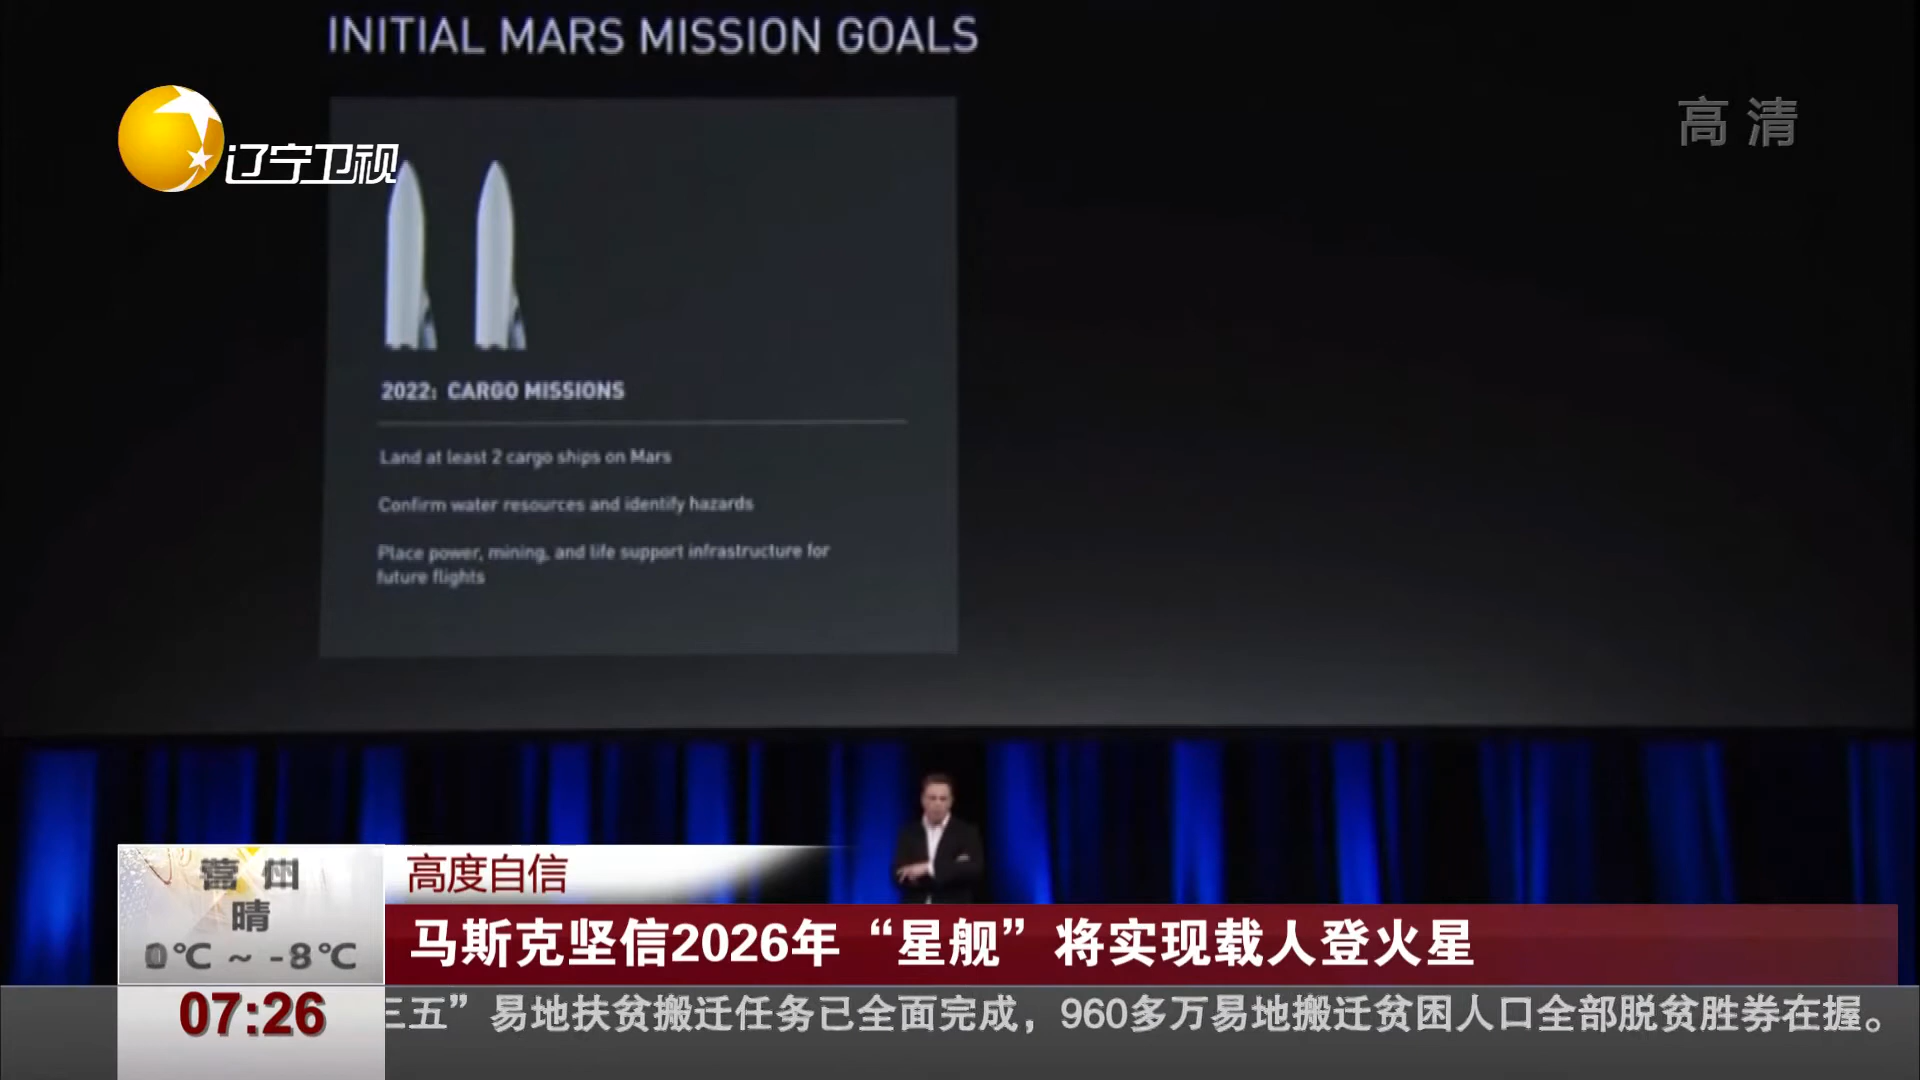 INITIAL MARS MISSION GOALS
辽宁卫视
高清
2022: CARGO MISSIONS
Land at least 2 cargo ships on Mars
Confirm water resources and identify hazards
Place power, mining, and life support infrastructure for
future flights
高度自信
马斯克坚信2026年“星舰”将实现载人登火星
晴
0℃ ~ -8℃
07:26
三五”易地扶贫搬迁任务已全面完成，960多万易地搬迁贫困人口全部脱贫胜券在握。